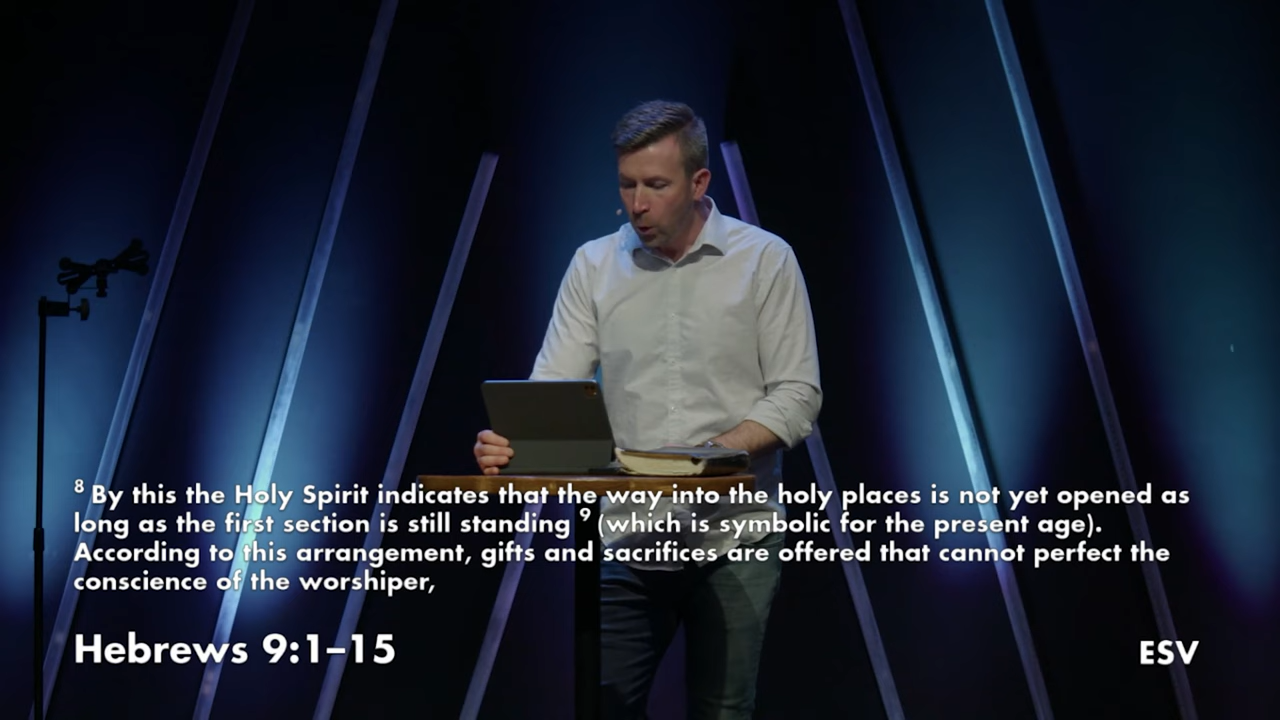 8 By this the Holy Spirit indicates that the way into the holy places is not yet opened as
long as the first section is still standing 9 (which is symbolic for the present age).
According to this arrangement, gifts and sacrifices are offered that cannot perfect the
conscience of the worshiper,
Hebrews 9:1–15
ESV